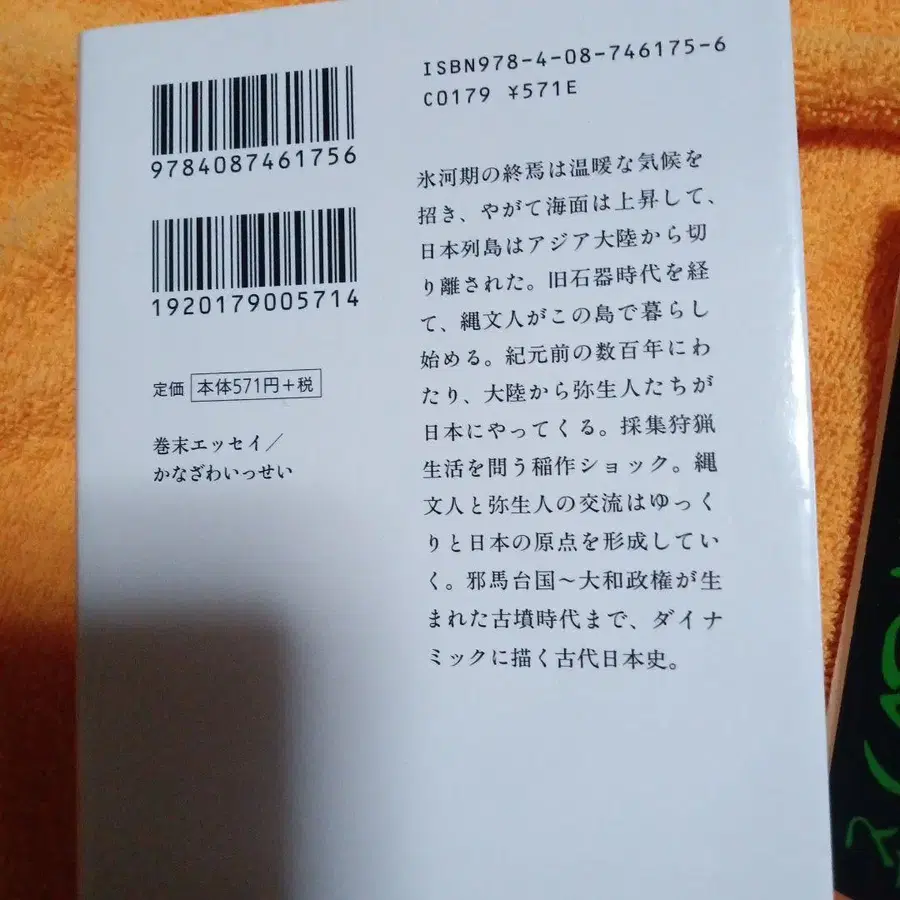 ISBN978-4-08-746175-6
C0179 ¥571E
9784087461756
1920179005714
定価 本体571円+税
巻末エッセイ/
かなざわいっせい
氷河期の終焉は温暖な気候を
招き、やがて海面は上昇して、
日本列島はアジア大陸から切
り離された。旧石器時代を経
て、縄文人がこの島で暮らし
始める。紀元前の数百年にわ
たり、大陸から弥生人たちが
日本にやってくる。採集狩猟
生活を問う稲作ショック。縄
文人と弥生人の交流はゆっく
りと日本の原点を形成してい
く。邪馬台国~大和政権が生
まれた古墳時代まで、ダイナ
ミックに描く古代日本史。